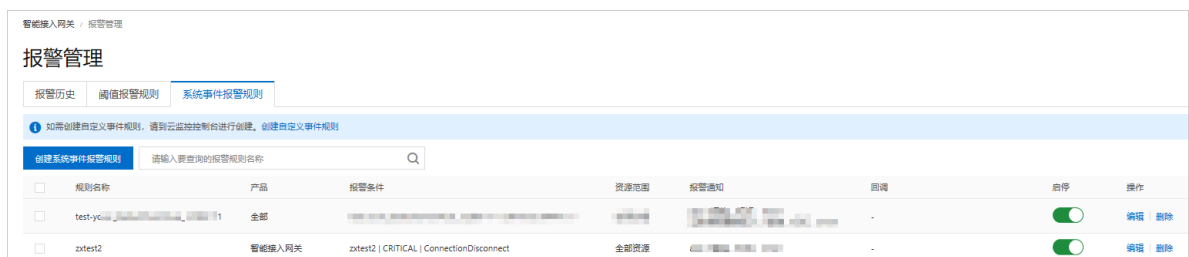 智能接入网关 / 报警管理
报警管理
报警历史 阈值报警规则 系统事件报警规则
如需创建自定义事件规则，请到云监控控制台进行创建。创建自定义事件规则
创建系统事件报警规则 请输入要查询的报警规则名称
规则名称 产品 报警条件 资源范围 报警通知 回调 启停 操作
全部 - 编辑 删除
zxtest2 智能接入网关 zxtest2 | CRITICAL | ConnectionDisconnect 全部资源 - 编辑 删除